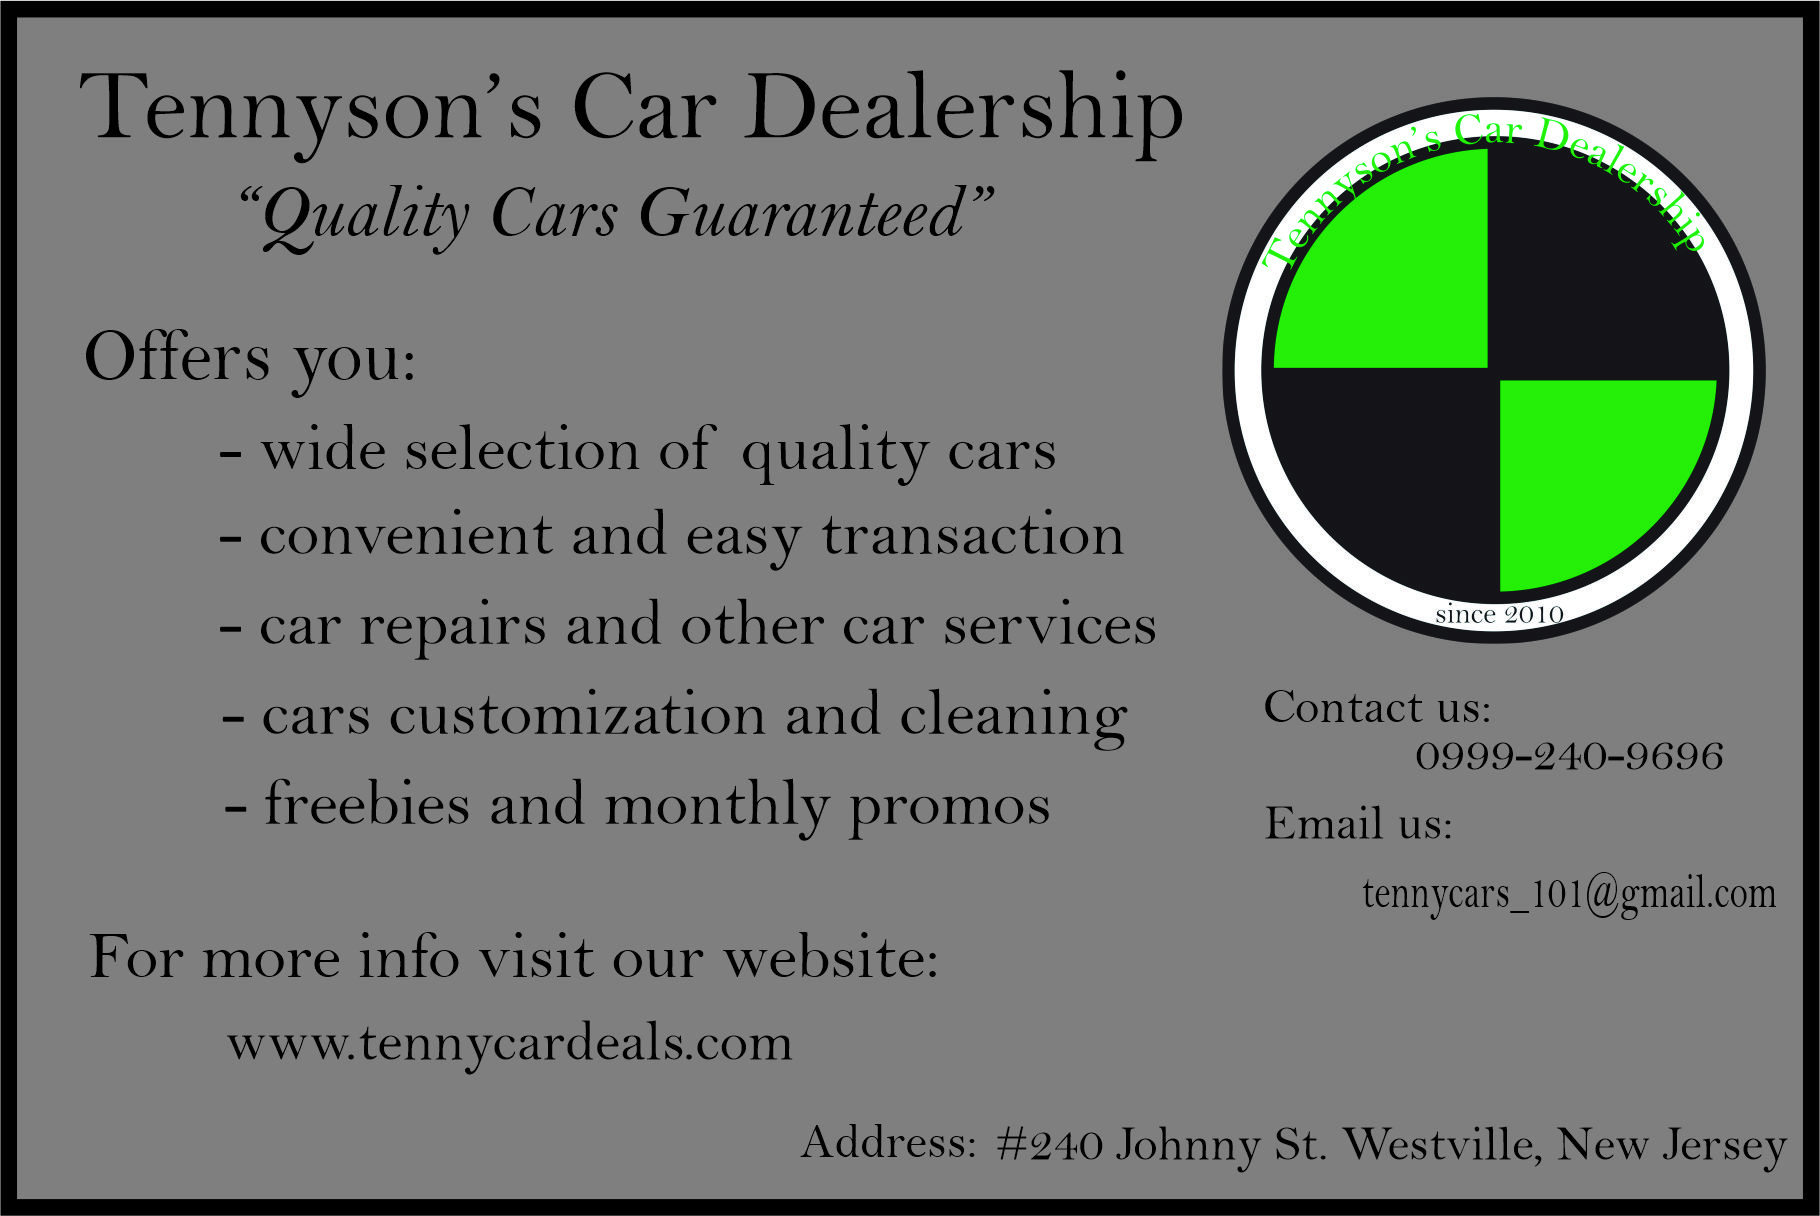 Tennyson’s Car Dealership
“Quality Cars Guaranteed”
Offers you:
- wide selection of quality cars
- convenient and easy transaction
- car repairs and other car services
- cars customization and cleaning
- freebies and monthly promos
For more info visit our website:
www.tennycardeals.com
Tennyson’s Car Dealership
since 2010
Contact us:
0999-240-9696
Email us:
tennycars_101@gmail.com
Address: #240 Johnny St. Westville, New Jersey